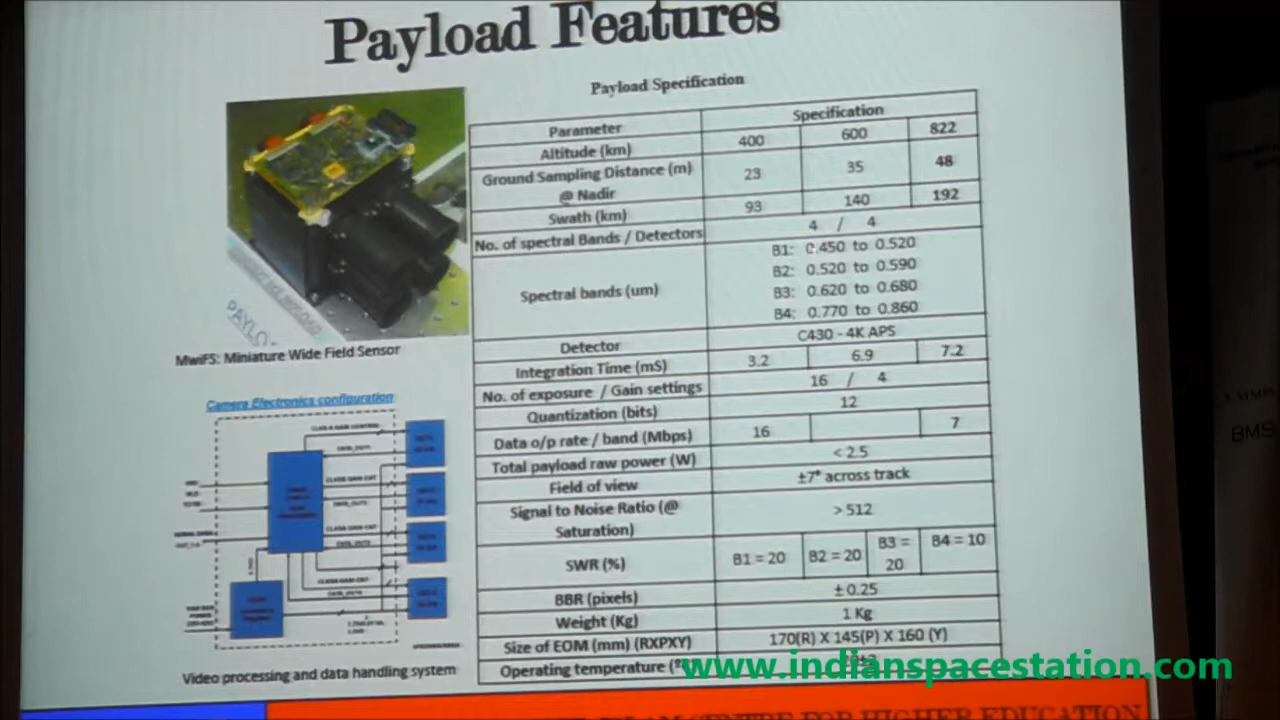 Payload Features
Payload Specification
Parameter Specification
Altitude (km) 400 600 822
Ground Sampling Distance (m) @ Nadir 23 35 48
Swath (km) 93 140 192
No. of spectral Bands / Detectors 4 / 4
Spectral bands (um)
B1: 0.450 to 0.520
B2: 0.520 to 0.590
B3: 0.620 to 0.680
B4: 0.770 to 0.860
Detector C430 - 4K APS
Integration Time (mS) 3.2 6.9 7.2
No. of exposure / Gain settings 16 / 4
Quantization (bits) 12
Data o/p rate / band (Mbps) 16 7
Total payload raw power (W) < 2.5
Field of view ±7° across track
Signal to Noise Ratio (@ Saturation) > 512
SWR (%) B1 = 20 B2 = 20 B3 = 20 B4 = 10
BBR (pixels) ± 0.25
Weight (Kg) 1 Kg
Size of EOM (mm) (RXPXY) 170(R) X 145(P) X 160 (Y)
Operating temperature
MwiFS: Miniature Wide Field Sensor
Camera Electronics configuration
Video processing and data handling system
www.indianspacestation.com
CENTRE FOR HIGHER EDUCATION
BMS